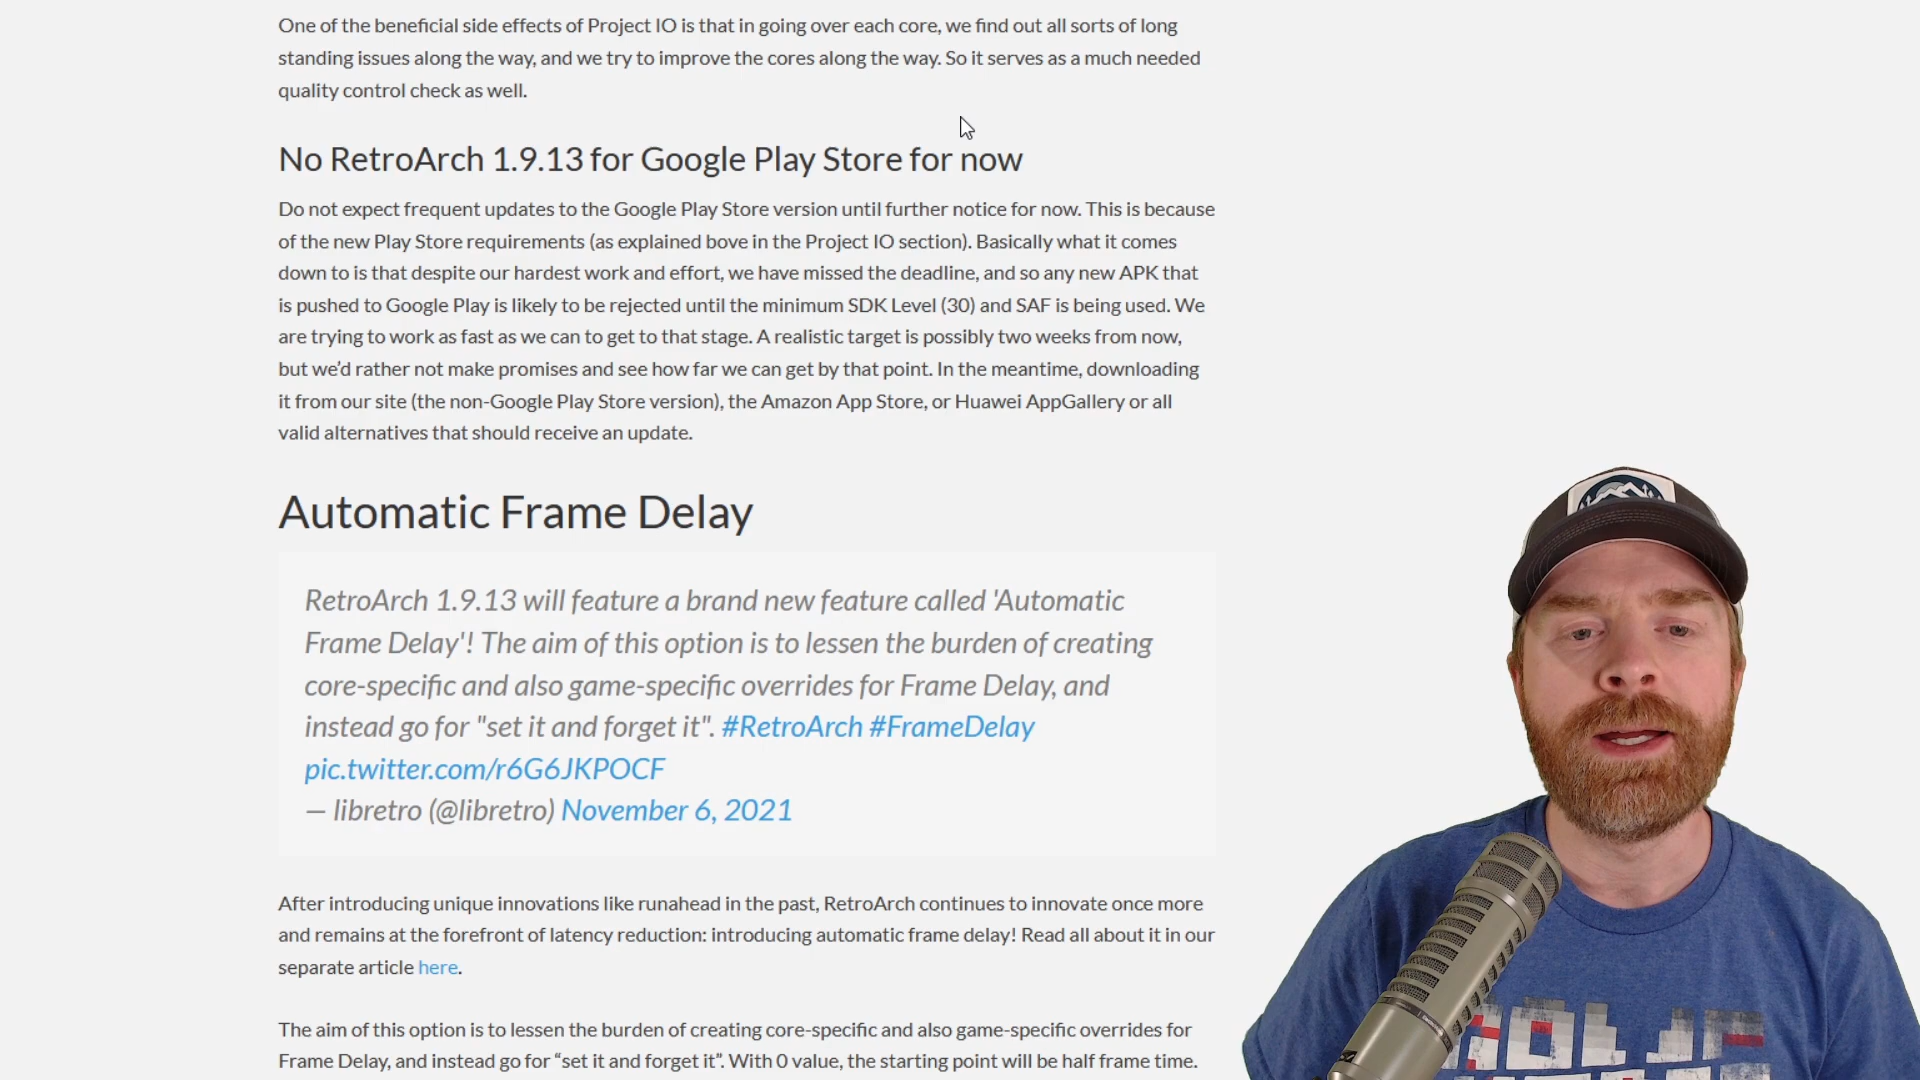 One of the beneficial side effects of Project IO is that in going over each core, we find out all sorts of long
standing issues along the way, and we try to improve the cores along the way. So it serves as a much needed
quality control check as well.
No RetroArch 1.9.13 for Google Play Store for now
Do not expect frequent updates to the Google Play Store version until further notice for now. This is because
of the new Play Store requirements (as explained bove in the Project IO section). Basically what it comes
down to is that despite our hardest work and effort, we have missed the deadline, and so any new APK that
is pushed to Google Play is likely to be rejected until the minimum SDK Level (30) and SAF is being used. We
are trying to work as fast as we can to get to that stage. A realistic target is possibly two weeks from now,
but we’d rather not make promises and see how far we can get by that point. In the meantime, downloading
it from our site (the non-Google Play Store version), the Amazon App Store, or Huawei AppGallery or all
valid alternatives that should receive an update.
Automatic Frame Delay
RetroArch 1.9.13 will feature a brand new feature called 'Automatic
Frame Delay'! The aim of this option is to lessen the burden of creating
core-specific and also game-specific overrides for Frame Delay, and
instead go for "set it and forget it". #RetroArch #FrameDelay
pic.twitter.com/r6G6JKPOCF
— libretro (@libretro) November 6, 2021
After introducing unique innovations like runahead in the past, RetroArch continues to innovate once more
and remains at the forefront of latency reduction: introducing automatic frame delay! Read all about it in our
separate article here.
The aim of this option is to lessen the burden of creating core-specific and also game-specific overrides for
Frame Delay, and instead go for “set it and forget it”. With 0 value, the starting point will be half frame time.